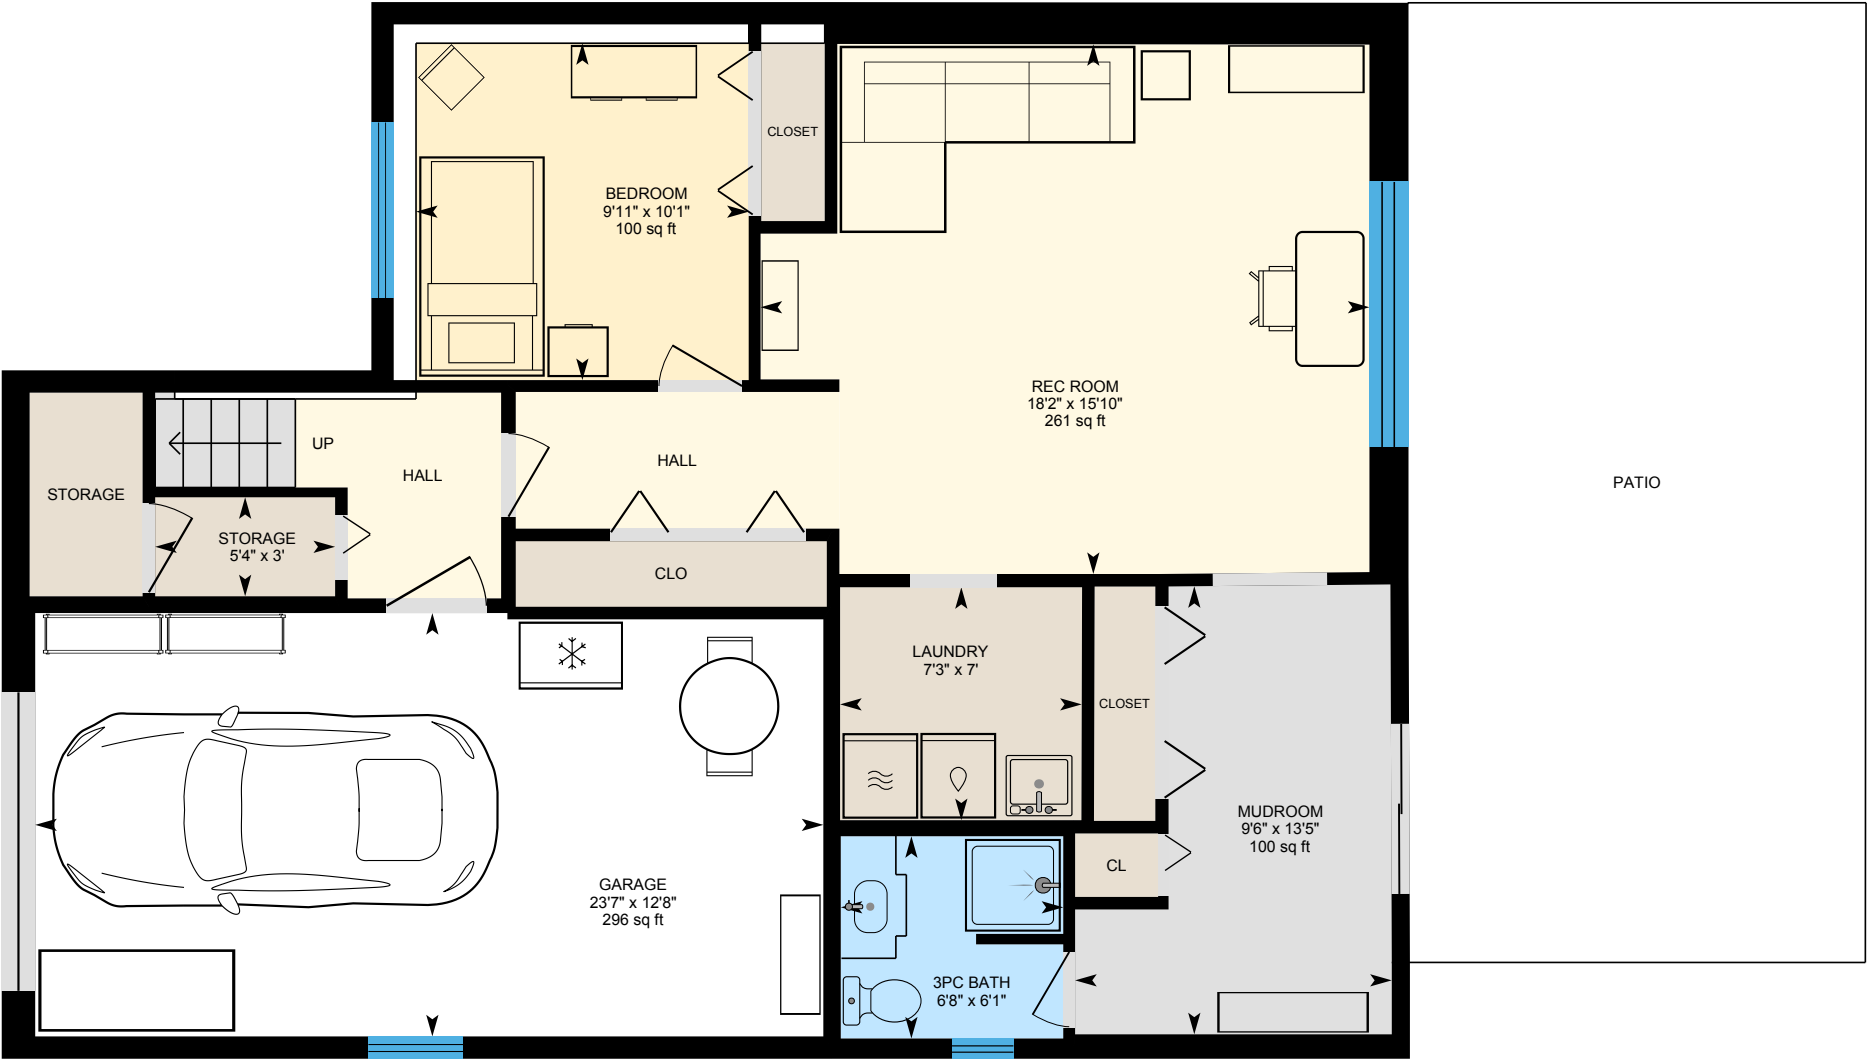 CLOSET
BEDROOM
9'11" x 10'1"
100 sq ft
REC ROOM
18'2" x 15'10"
261 sq ft
UP
HALL
HALL
STORAGE
STORAGE
5'4" x 3'
CLO
PATIO
LAUNDRY
7'3" x 7'
CLOSET
MUDROOM
9'6" x 13'5"
100 sq ft
CL
GARAGE
23'7" x 12'8"
296 sq ft
3PC BATH
6'8" x 6'1"